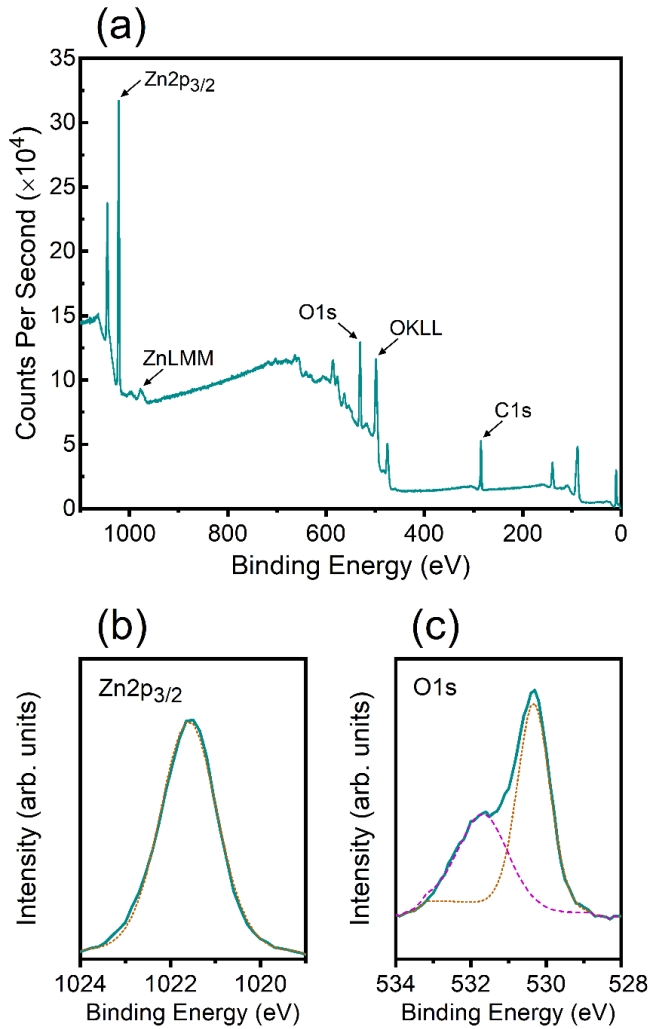 (a)
Counts Per Second (×10⁴)
35
30
25
20
15
10
5
0
Zn2p₃/₂
ZnLMM
O1s
OKLL
C1s
1000 800 600 400 200 0
Binding Energy (eV)
(b)
Zn2p₃/₂
Intensity (arb. units)
1024 1022 1020
Binding Energy (eV)
(c)
O1s
Intensity (arb. units)
534 532 530 528
Binding Energy (eV)